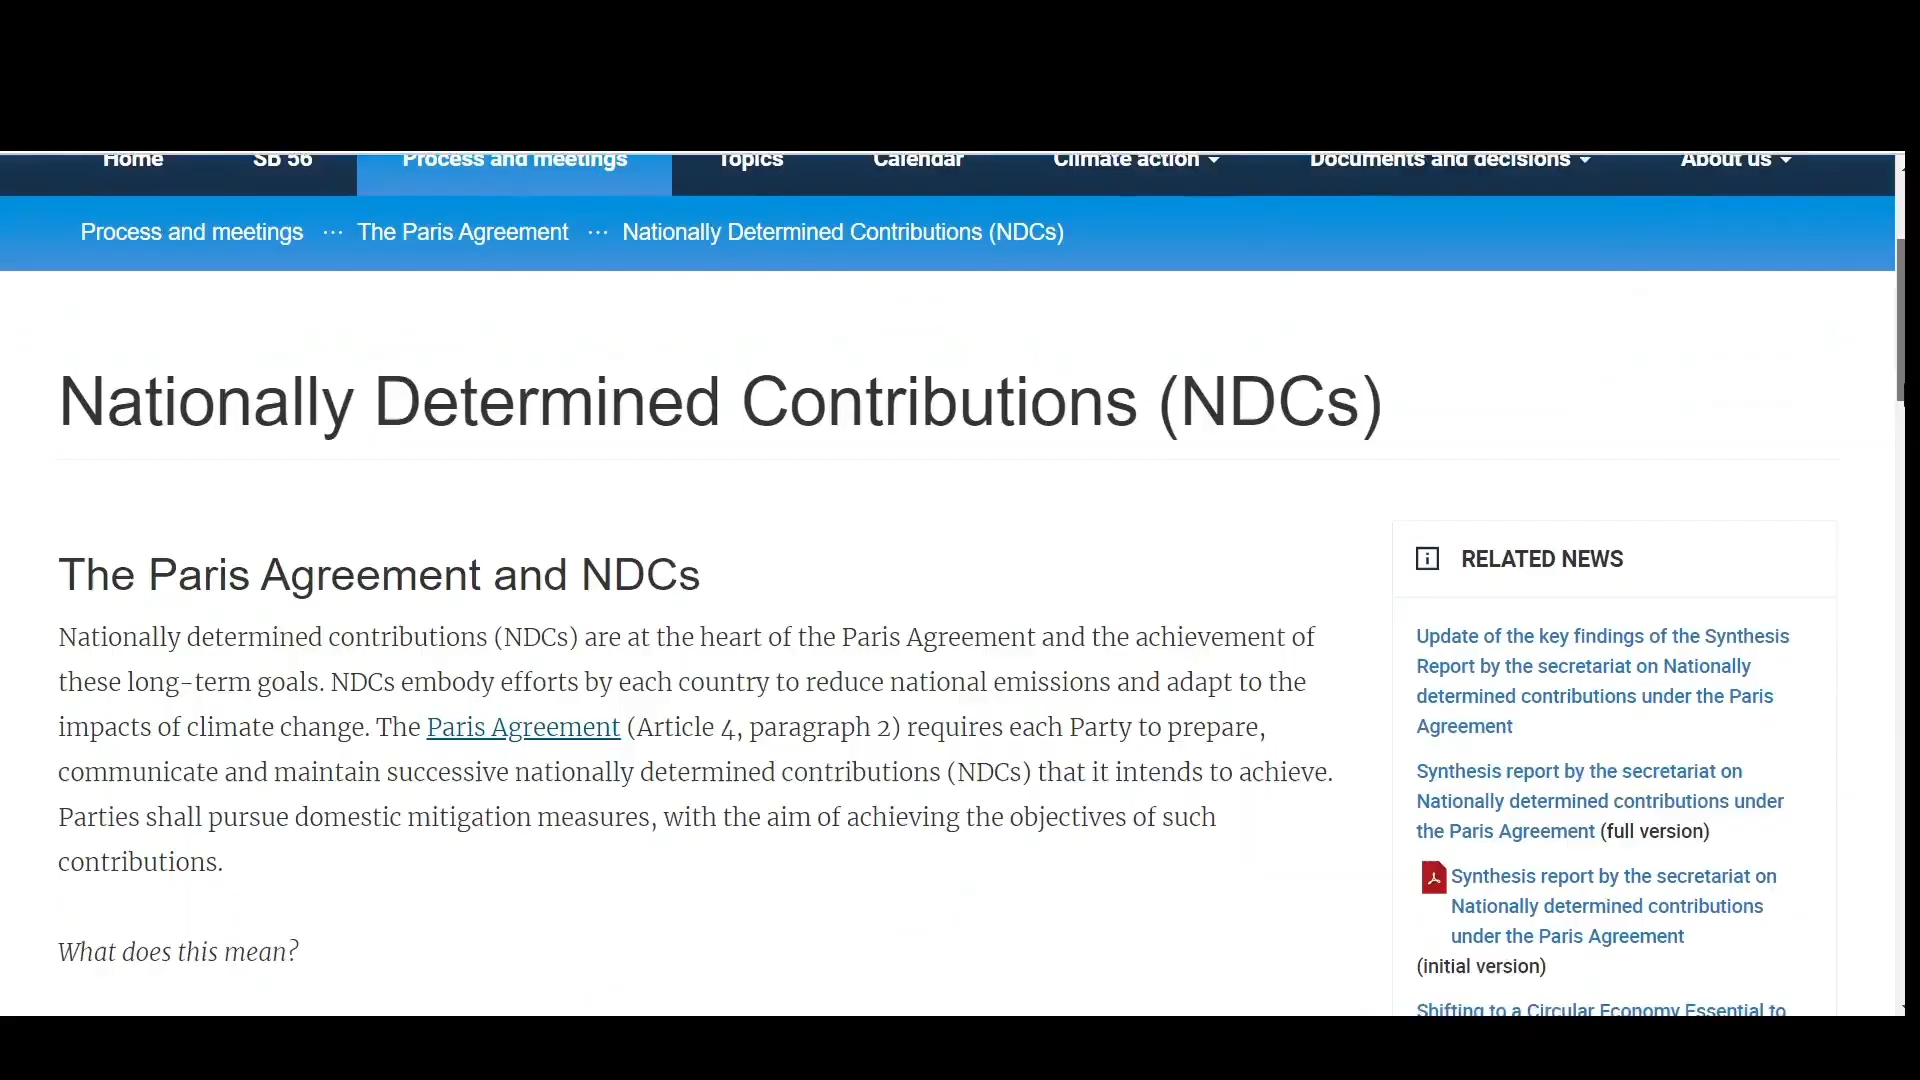 Home SB 56 Process and meetings Topics Calendar Climate action Documents and decisions About us
Process and meetings ··· The Paris Agreement ··· Nationally Determined Contributions (NDCs)
Nationally Determined Contributions (NDCs)
The Paris Agreement and NDCs
Nationally determined contributions (NDCs) are at the heart of the Paris Agreement and the achievement of
these long-term goals. NDCs embody efforts by each country to reduce national emissions and adapt to the
impacts of climate change. The Paris Agreement (Article 4, paragraph 2) requires each Party to prepare,
communicate and maintain successive nationally determined contributions (NDCs) that it intends to achieve.
Parties shall pursue domestic mitigation measures, with the aim of achieving the objectives of such
contributions.
What does this mean?
RELATED NEWS
Update of the key findings of the Synthesis
Report by the secretariat on Nationally
determined contributions under the Paris
Agreement
Synthesis report by the secretariat on
Nationally determined contributions under
the Paris Agreement (full version)
Synthesis report by the secretariat on
Nationally determined contributions
under the Paris Agreement
(initial version)
Shifting to a Circular Economy Essential to